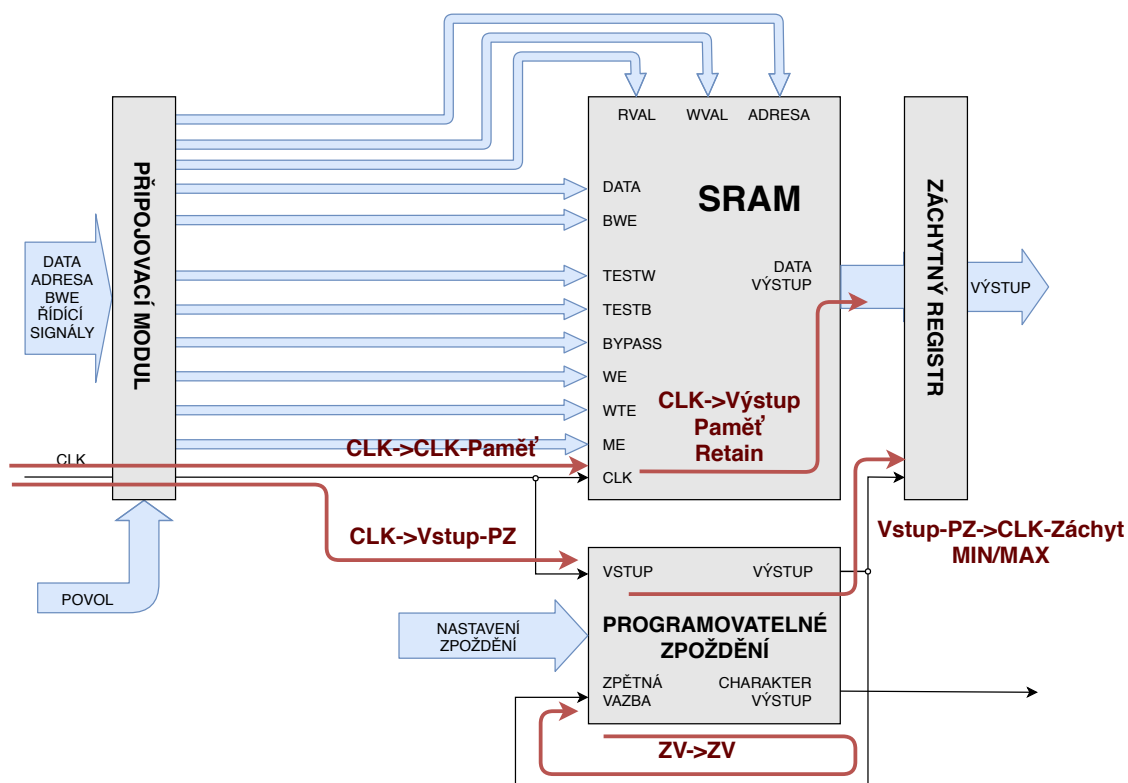 RVAL
WVAL
ADRESA
PŘIPOJOVACÍ MODUL
DATA
ADRESA
BWE
ŘÍDÍCÍ
SIGNÁLY
DATA
BWE
SRAM
TESTW
TESTB
BYPASS
WE
WTE
ME
CLK
DATA
VÝSTUP
ZÁCHYTNÝ REGISTR
VÝSTUP
CLK->Výstup
Paměť
Retain
CLK->CLK-Paměť
CLK
CLK->Vstup-PZ
Vstup-PZ->CLK-Záchyt
MIN/MAX
POVOL
VSTUP
VÝSTUP
NASTAVENÍ
ZPOŽDĚNÍ
PROGRAMOVATELNÉ
ZPOŽDĚNÍ
ZPĚTNÁ
VAZBA
CHARAKTER
VÝSTUP
ZV->ZV